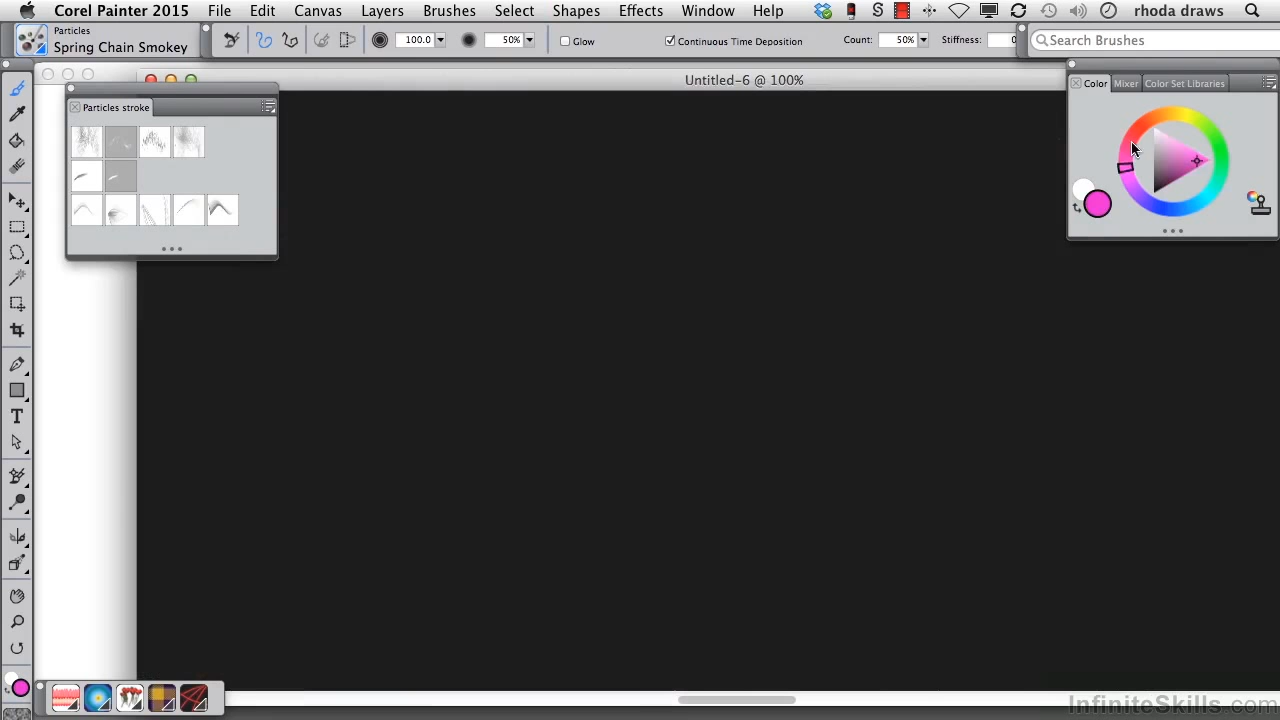 Corel Painter 2015 File Edit Canvas Layers Brushes Select Shapes Effects Window Help rhoda draws
Particles
Spring Chain Smokey
100.0 50% Glow Continuous Time Deposition Count: 50% Stiffness: 0 Search Brushes
Untitled-6 @ 100%
Color Mixer Color Set Libraries
Particles stroke
T
InfiniteSkills.com